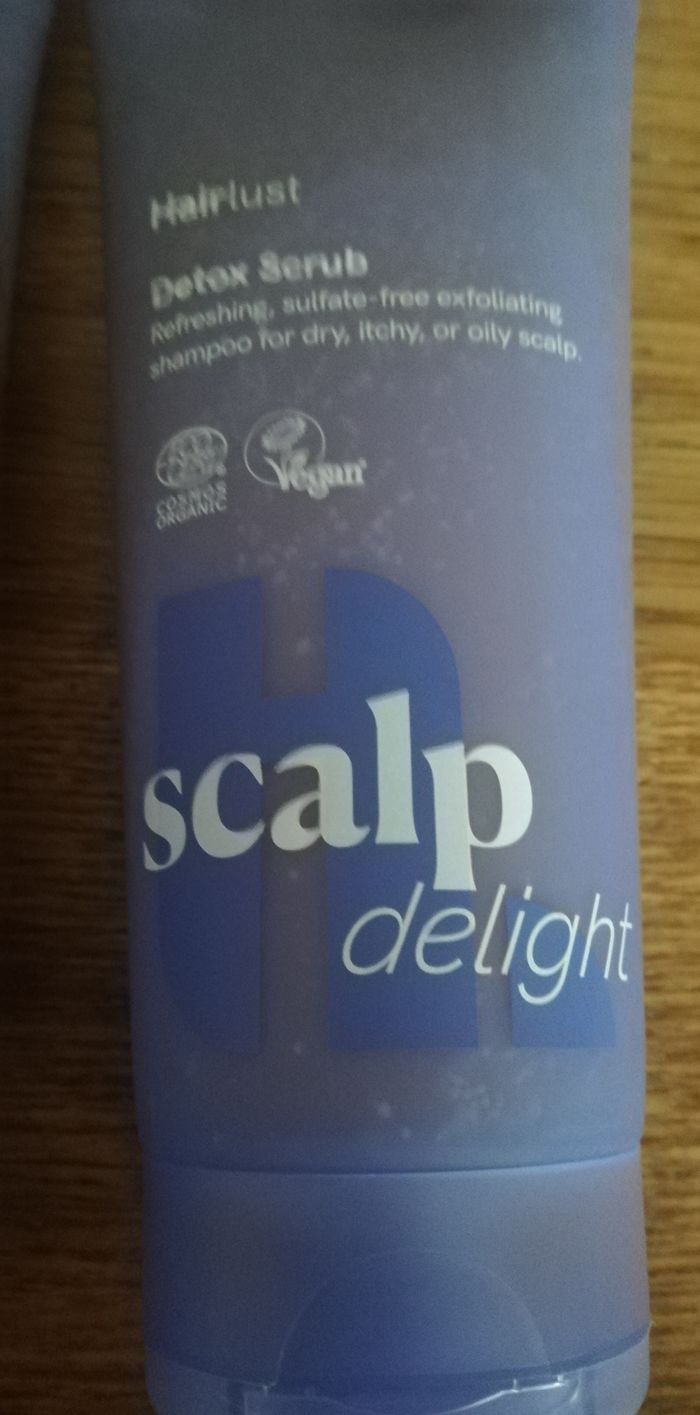 Hairlust
Detox Scrub
Refreshing, sulfate-free exfoliating
shampoo for dry, itchy, or oily scalp.
COSMOS
ORGANIC
Vegan
scalp
delight